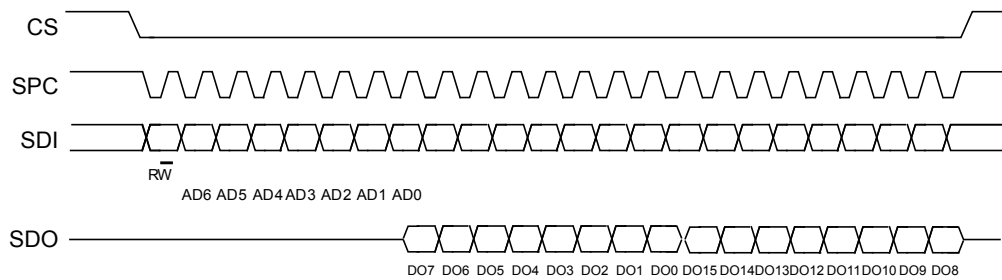 CS
SPC
SDI
RW
AD6 AD5 AD4 AD3 AD2 AD1 AD0
SDO
DO7 DO6 DO5 DO4 DO3 DO2 DO1 DO0 DO15 DO14 DO13 DO12 DO11 DO10 DO9 DO8